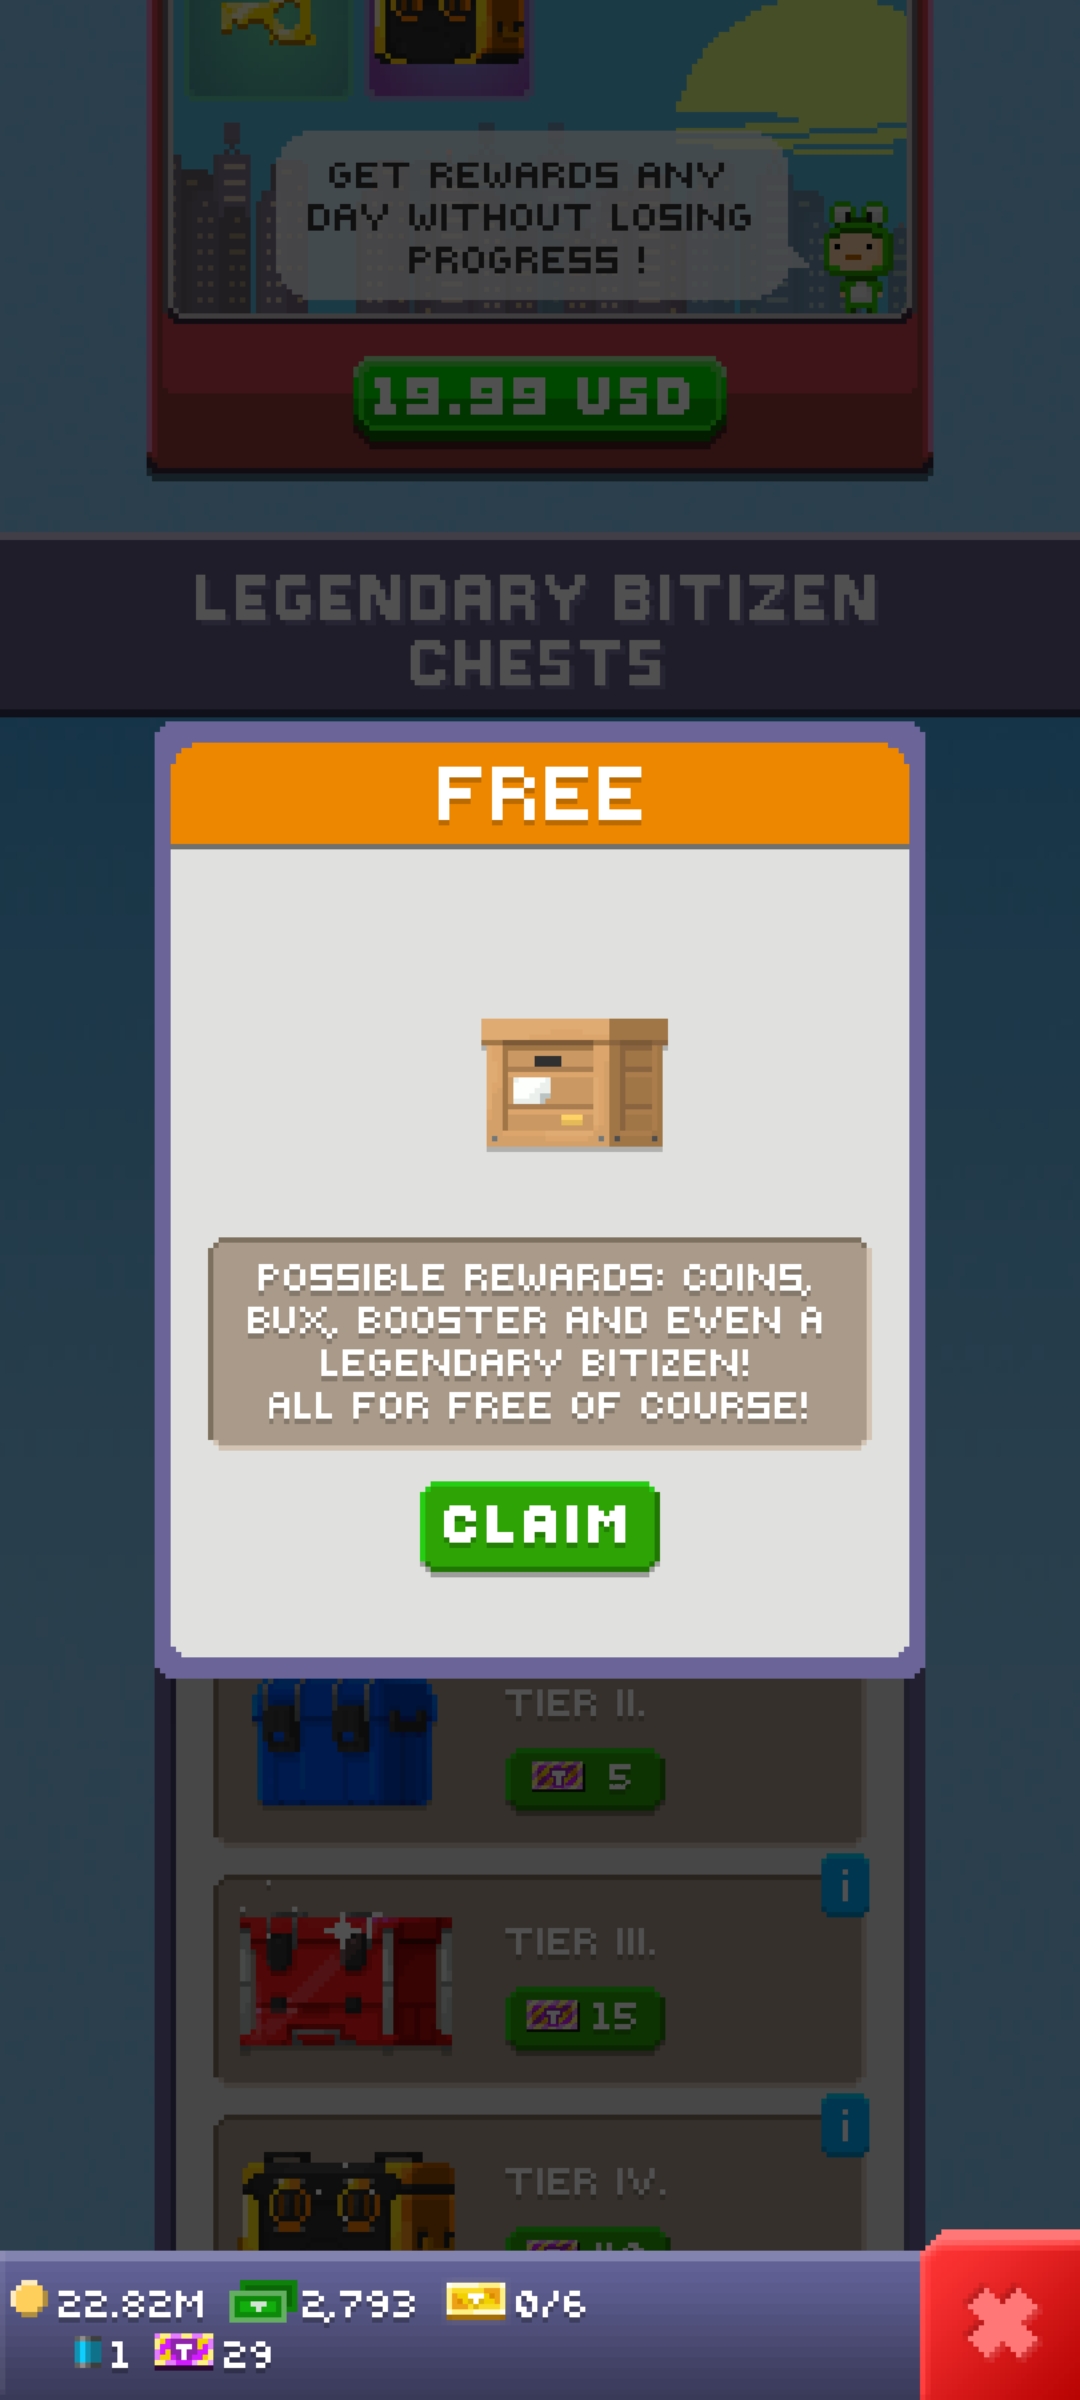 GET REWARDS ANY
DAY WITHOUT LOSING
PROGRESS !
19.99 USD
LEGENDARY BITIZEN
CHESTS
FREE
POSSIBLE REWARDS: COINS,
BUX, BOOSTER AND EVEN A
LEGENDARY BITIZEN!
ALL FOR FREE OF COURSE!
CLAIM
TIER II.
T 5
i
TIER III.
T 15
i
TIER IV.
22.82M 2,793 0/6
1 T 29